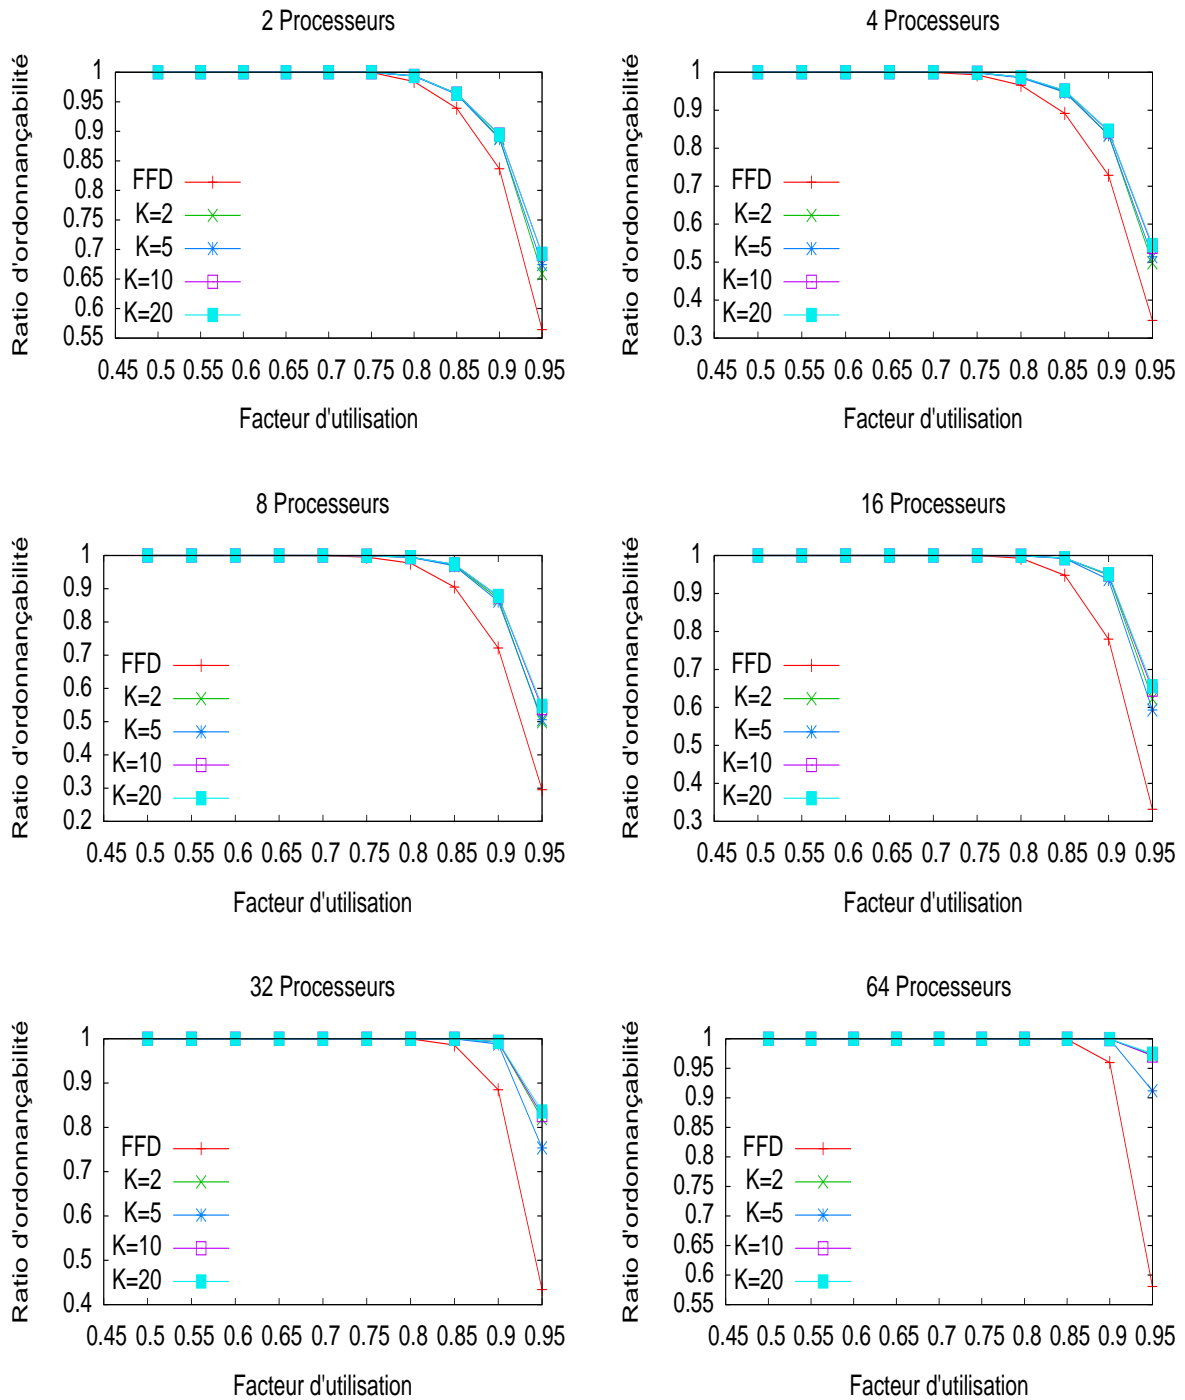 2 Processeurs
Ratio d'ordonnançabilité
1
0.95
0.9
0.85
0.8
0.75
0.7
0.65
0.6
0.55
FFD
K=2
K=5
K=10
K=20
0.45 0.5 0.55 0.6 0.65 0.7 0.75 0.8 0.85 0.9 0.95
Facteur d'utilisation
4 Processeurs
Ratio d'ordonnançabilité
1
0.9
0.8
0.7
0.6
0.5
0.4
0.3
FFD
K=2
K=5
K=10
K=20
0.45 0.5 0.55 0.6 0.65 0.7 0.75 0.8 0.85 0.9 0.95
Facteur d'utilisation
8 Processeurs
Ratio d'ordonnançabilité
1
0.9
0.8
0.7
0.6
0.5
0.4
0.3
0.2
FFD
K=2
K=5
K=10
K=20
0.45 0.5 0.55 0.6 0.65 0.7 0.75 0.8 0.85 0.9 0.95
Facteur d'utilisation
16 Processeurs
Ratio d'ordonnançabilité
1
0.9
0.8
0.7
0.6
0.5
0.4
0.3
FFD
K=2
K=5
K=10
K=20
0.45 0.5 0.55 0.6 0.65 0.7 0.75 0.8 0.85 0.9 0.95
Facteur d'utilisation
32 Processeurs
Ratio d'ordonnançabilité
1
0.9
0.8
0.7
0.6
0.5
0.4
FFD
K=2
K=5
K=10
K=20
0.45 0.5 0.55 0.6 0.65 0.7 0.75 0.8 0.85 0.9 0.95
Facteur d'utilisation
64 Processeurs
Ratio d'ordonnançabilité
1
0.95
0.9
0.85
0.8
0.75
0.7
0.65
0.6
0.55
FFD
K=2
K=5
K=10
K=20
0.45 0.5 0.55 0.6 0.65 0.7 0.75 0.8 0.85 0.9 0.95
Facteur d'utilisation